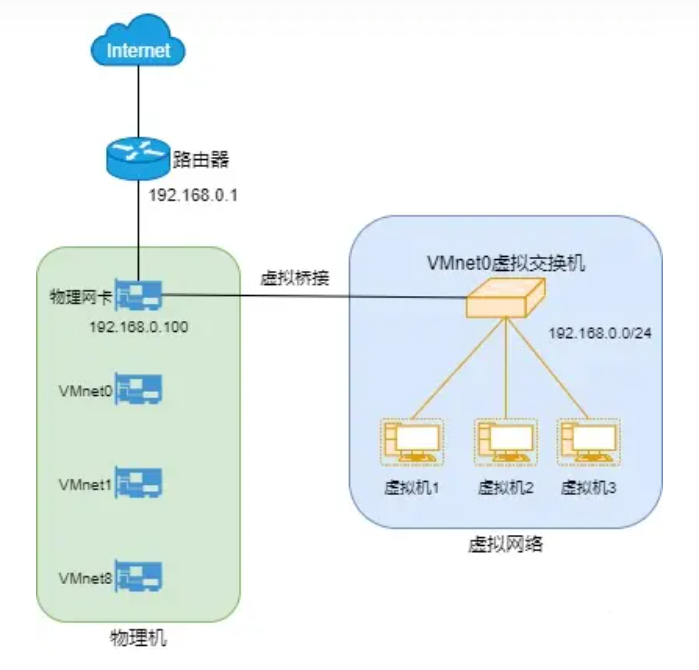 Internet
路由器
192.168.0.1
虚拟桥接
VMnet0虚拟交换机
物理网卡
192.168.0.100
192.168.0.0/24
VMnet0
VMnet1
VMnet8
虚拟机1
虚拟机2
虚拟机3
虚拟网络
物理机